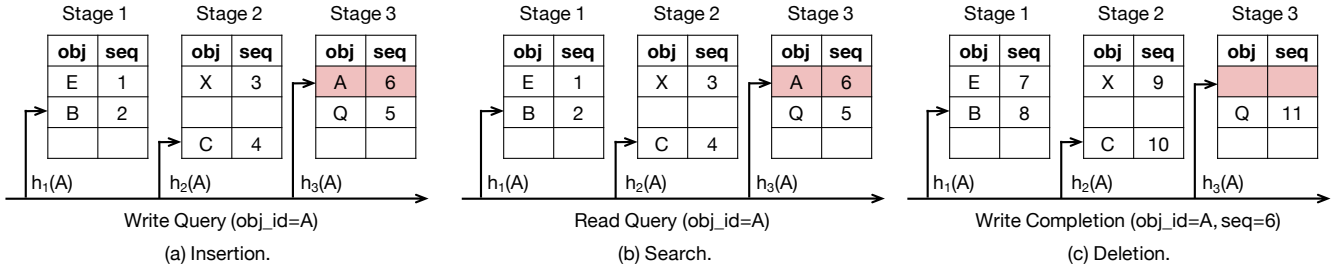 Stage 1 Stage 2 Stage 3
obj seq obj seq obj seq
E 1 X 3 A 6
B 2 Q 5
C 4
h₁(A) h₂(A) h₃(A)
Write Query (obj_id=A)
(a) Insertion.
Stage 1 Stage 2 Stage 3
obj seq obj seq obj seq
E 1 X 3 A 6
B 2 Q 5
C 4
h₁(A) h₂(A) h₃(A)
Read Query (obj_id=A)
(b) Search.
Stage 1 Stage 2 Stage 3
obj seq obj seq obj seq
E 7 X 9
B 8 Q 11
C 10
h₁(A) h₂(A) h₃(A)
Write Completion (obj_id=A, seq=6)
(c) Deletion.